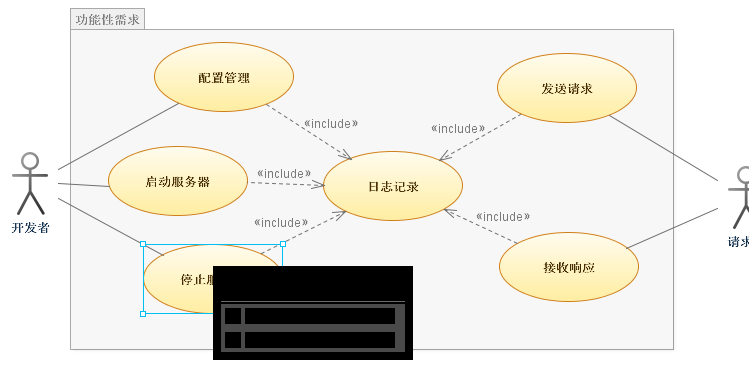 功能性需求
配置管理
发送请求
«include»
«include»
启动服务器
«include»
日志记录
开发者
«include»
«include»
请求
停止
接收响应